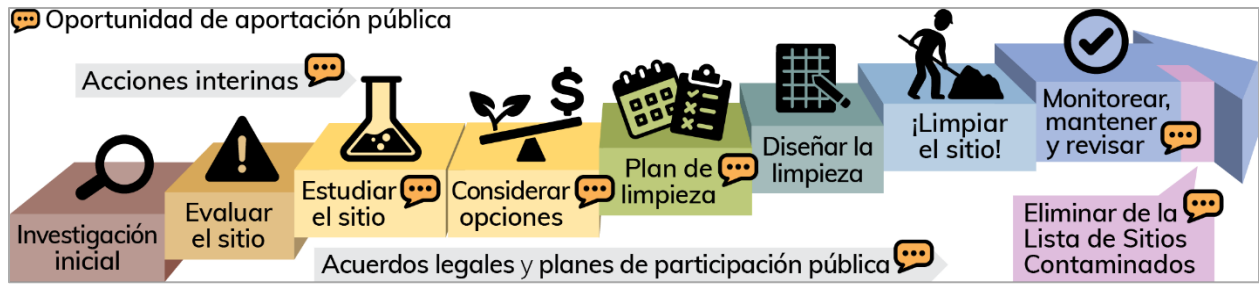 Oportunidad de aportación pública
Acciones interinas
Investigación
inicial
Evaluar
el sitio
Estudiar
el sitio
Considerar
opciones
Plan de
limpieza
Diseñar la
limpieza
¡Limpiar
el sitio!
Monitorear,
mantener
y revisar
Eliminar de la
Lista de Sitios
Contaminados
Acuerdos legales y planes de participación pública